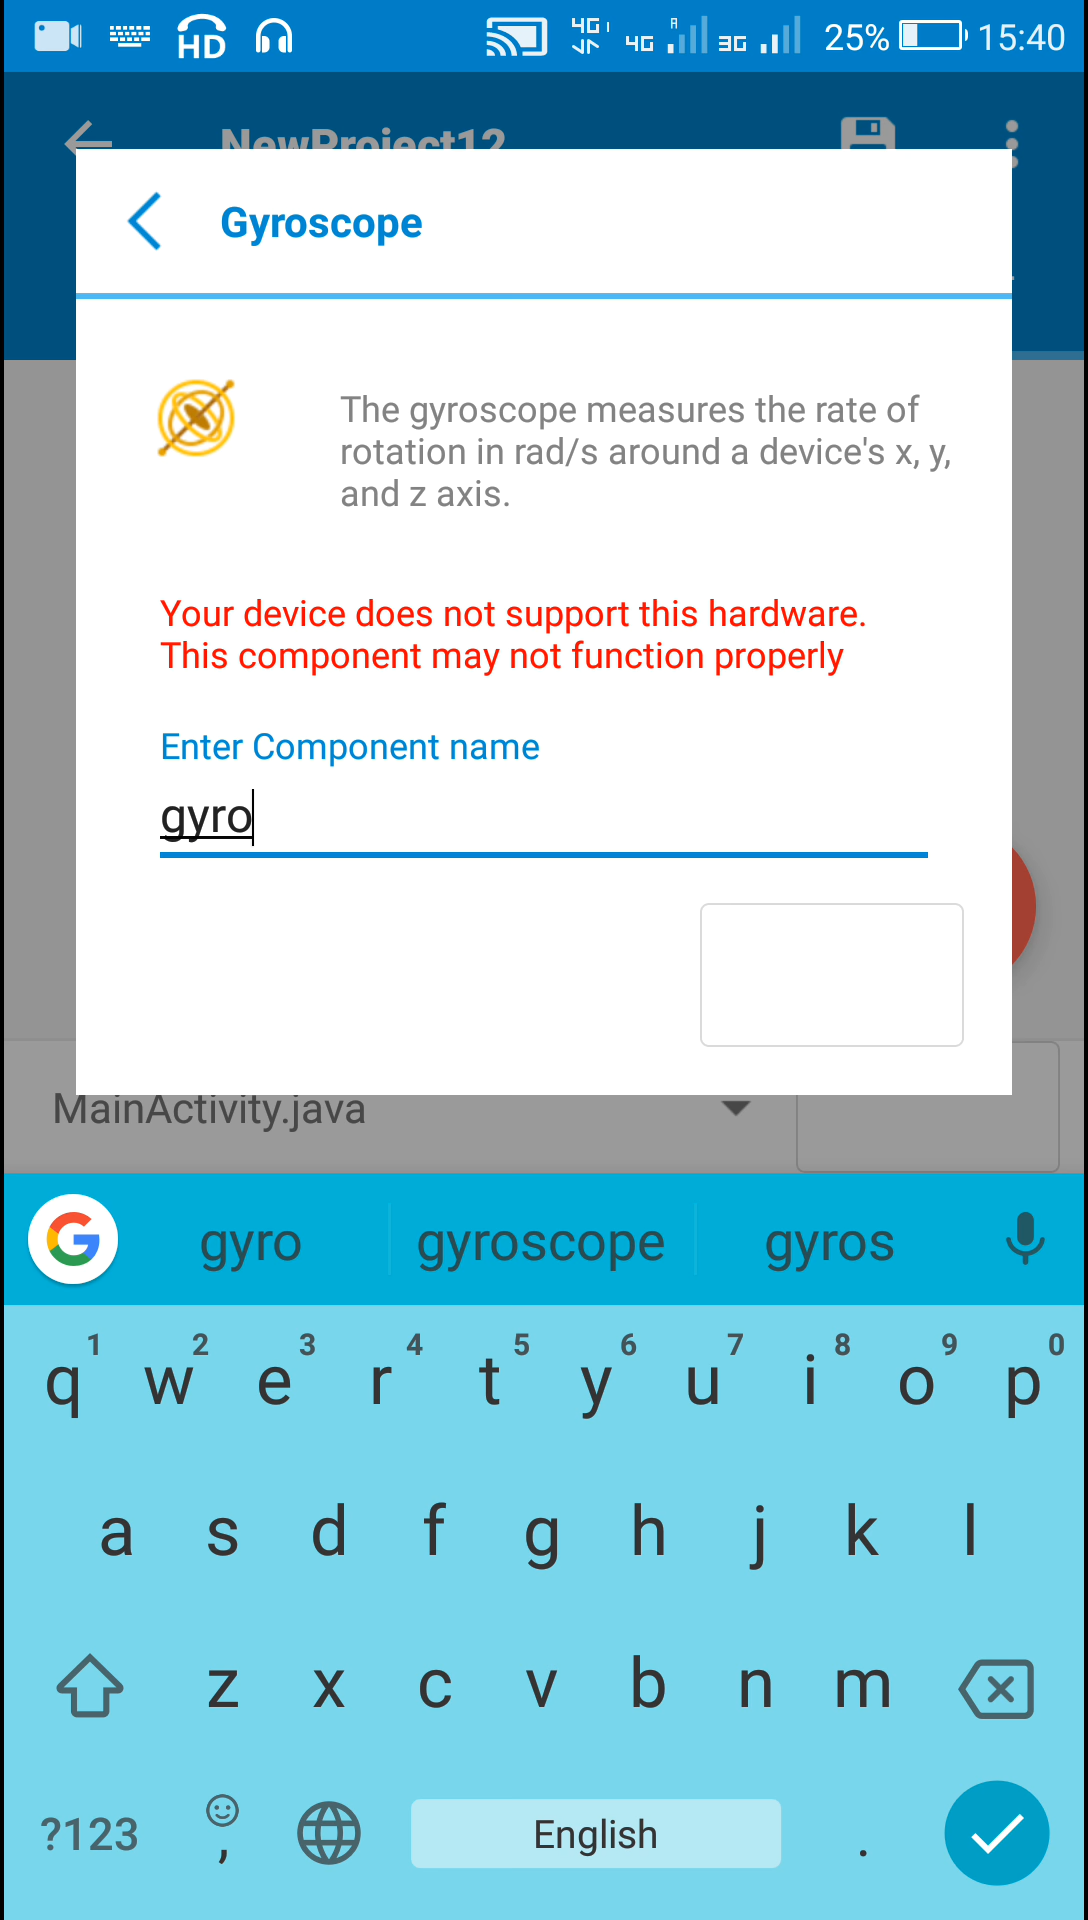 HD 4G 4G R 3G 25% 15:40
NewProject12
Gyroscope
The gyroscope measures the rate of
rotation in rad/s around a device's x, y,
and z axis.
Your device does not support this hardware.
This component may not function properly
Enter Component name
gyro
MainActivity.java
G gyro gyroscope gyros
1 2 3 4 5 6 7 8 9 0
q w e r t y u i o p
a s d f g h j k l
z x c v b n m
?123 , English .